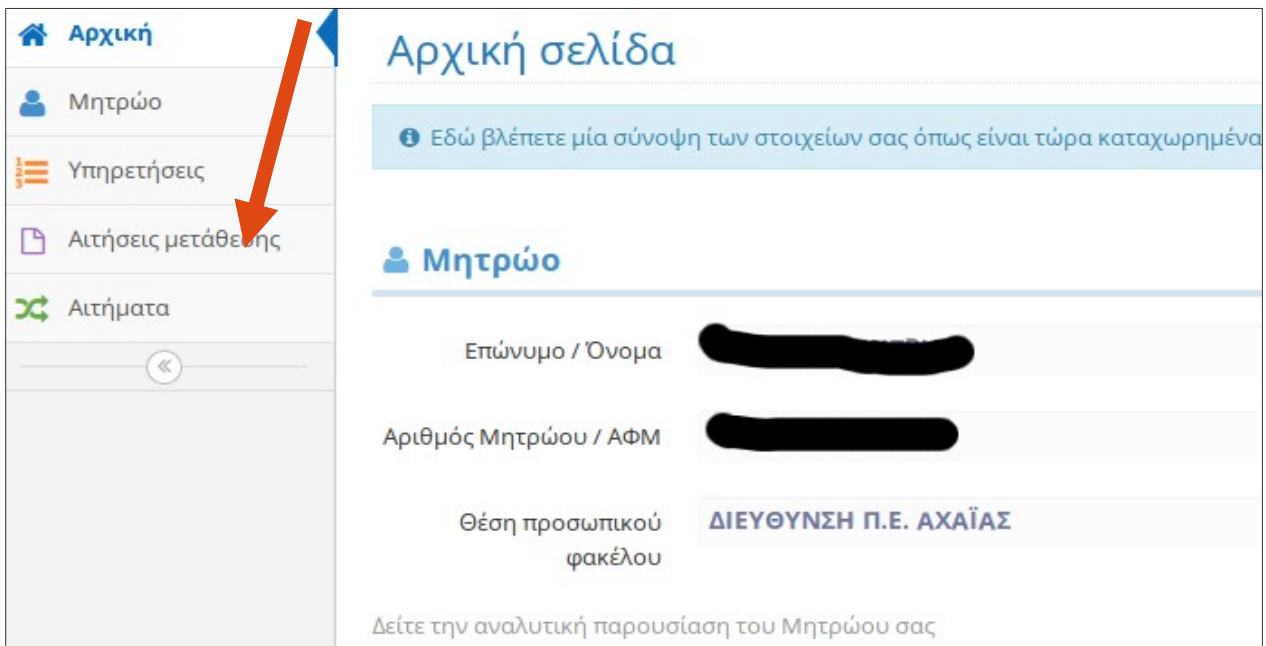 Αρχική
Μητρώο
Υπηρετήσεις
Αιτήσεις μετάθεσης
Αιτήματα
Αρχική σελίδα
Εδώ βλέπετε μία σύνοψη των στοιχείων σας όπως είναι τώρα καταχωρημένα
Μητρώο
Επώνυμο / Όνομα
Αριθμός Μητρώου / ΑΦΜ
Θέση προσωπικού ΔΙΕΥΘΥΝΣΗ Π.Ε. ΑΧΑΪΑΣ
φακέλου
Δείτε την αναλυτική παρουσίαση του Μητρώου σας